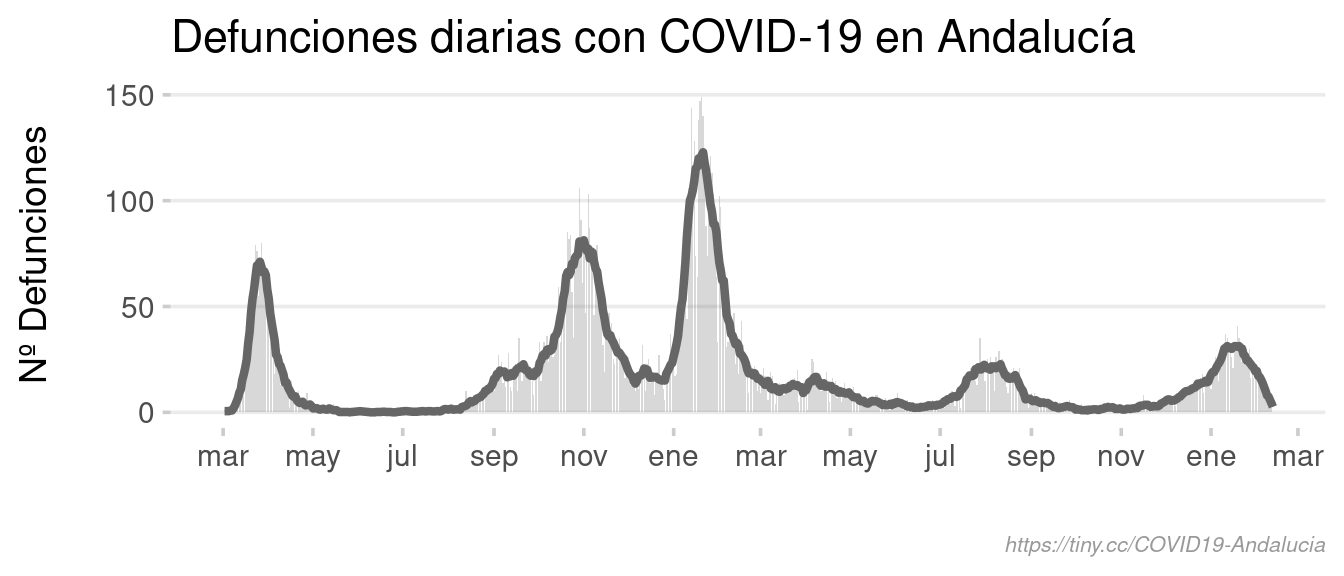 Defunciones diarias con COVID-19 en Andalucía
Nº Defunciones
150
100
50
0
mar may jul sep nov ene mar may jul sep nov ene mar
https://tiny.cc/COVID19-Andalucia